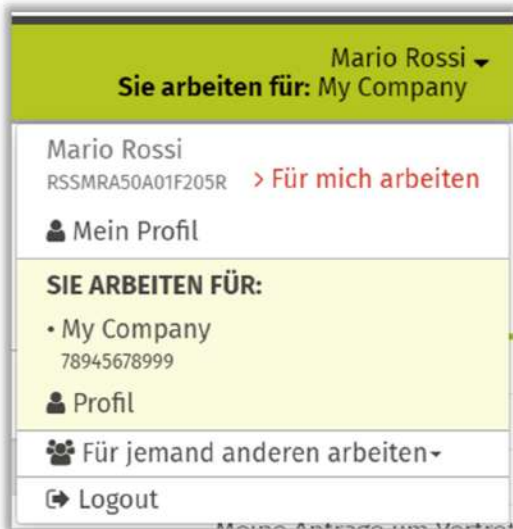 Mario Rossi
Sie arbeiten für: My Company
Mario Rossi
RSSMRA50A01F205R > Für mich arbeiten
Mein Profil
SIE ARBEITEN FÜR:
• My Company
78945678999
Profil
Für jemand anderen arbeiten
Logout